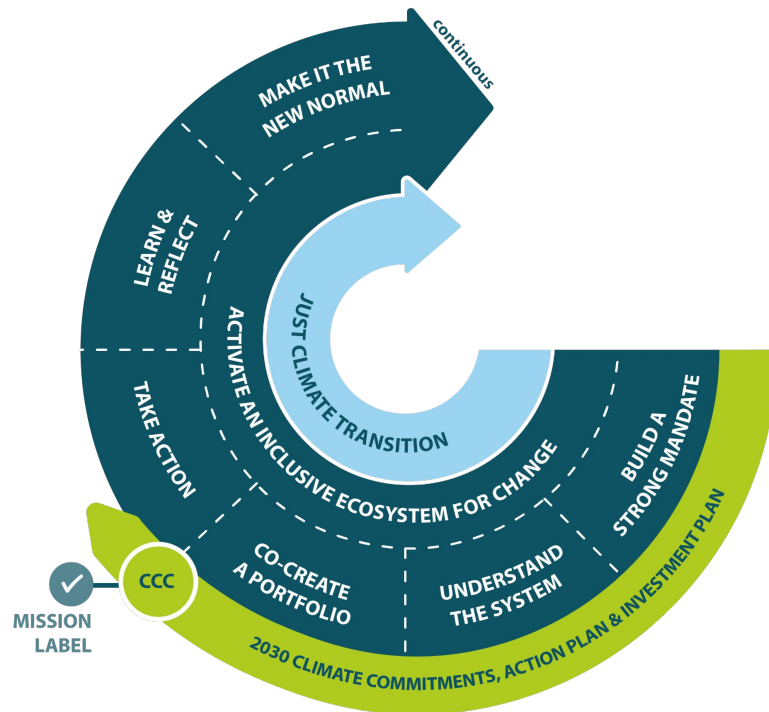 continuous
MAKE IT THE
NEW NORMAL
LEARN &
REFLECT
TAKE ACTION
CO-CREATE
A PORTFOLIO
UNDERSTAND
THE SYSTEM
BUILD A
STRONG MANDATE
ACTIVATE AN INCLUSIVE ECOSYSTEM FOR CHANGE
JUST CLIMATE TRANSITION
CCC
MISSION
LABEL
2030 CLIMATE COMMITMENTS, ACTION PLAN & INVESTMENT PLAN